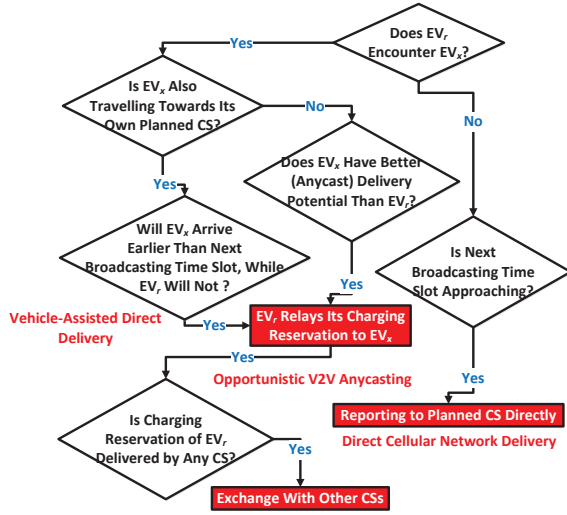 Does EVr
Encounter EVx?
Yes
Is EVx Also
Travelling Towards Its
Own Planned CS?
No
No
Does EVx Have Better
(Anycast) Delivery
Potential Than EVr?
Yes
Will EVx Arrive
Earlier Than Next
Broadcasting Time Slot, While
EVr Will Not ?
Is Next
Broadcasting Time
Slot Approaching?
Yes
Vehicle-Assisted Direct
Delivery
Yes
EVr Relays Its Charging
Reservation to EVx
Yes
Opportunistic V2V Anycasting
Yes
Reporting to Planned CS Directly
Direct Cellular Network Delivery
Is Charging
Reservation of EVr
Delivered by Any CS?
Yes
Exchange With Other CSs